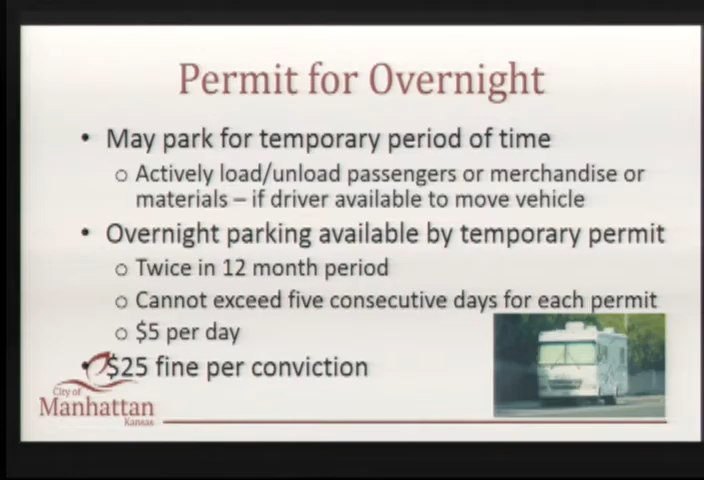 Permit for Overnight
• May park for temporary period of time
o Actively load/unload passengers or merchandise or
materials – if driver available to move vehicle
• Overnight parking available by temporary permit
o Twice in 12 month period
o Cannot exceed five consecutive days for each permit
o $5 per day
• $25 fine per conviction
City of
Manhattan
Kansas